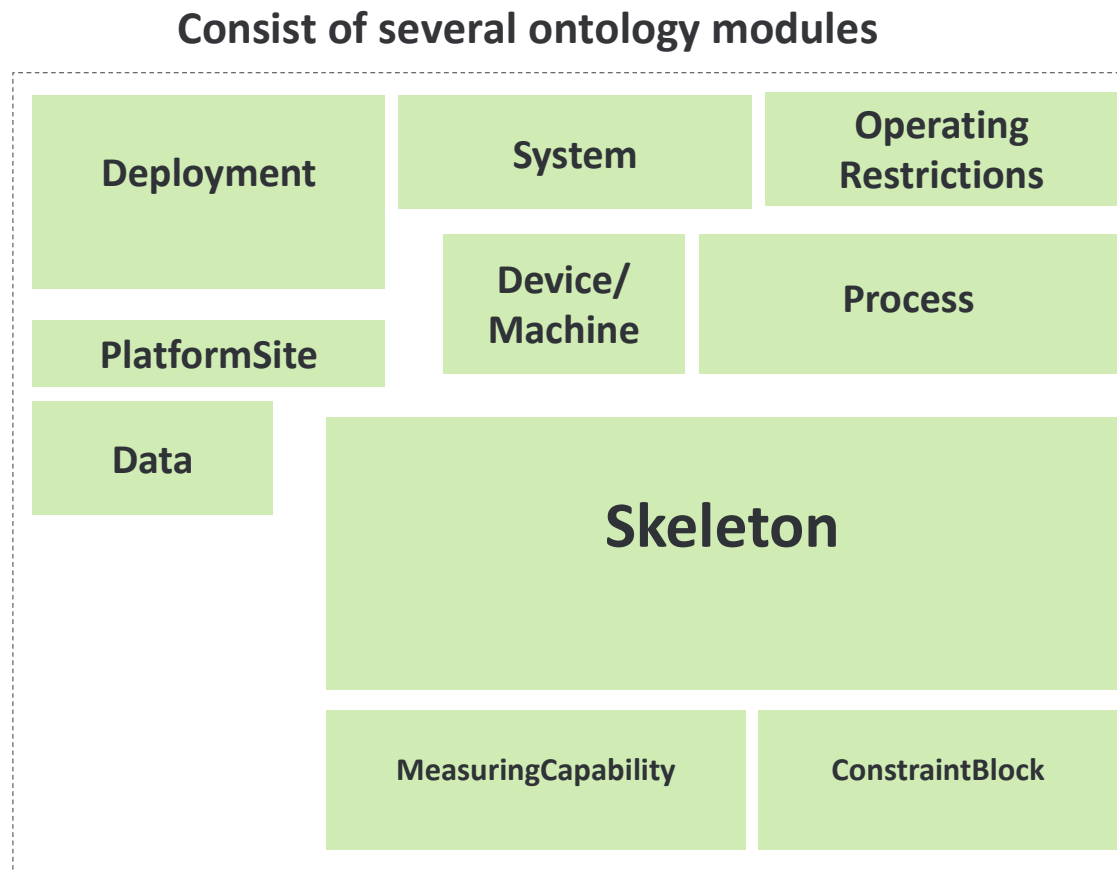 Consist of several ontology modules
Deployment
System
Operating
Restrictions
Device/
Machine
Process
PlatformSite
Data
Skeleton
MeasuringCapability
ConstraintBlock